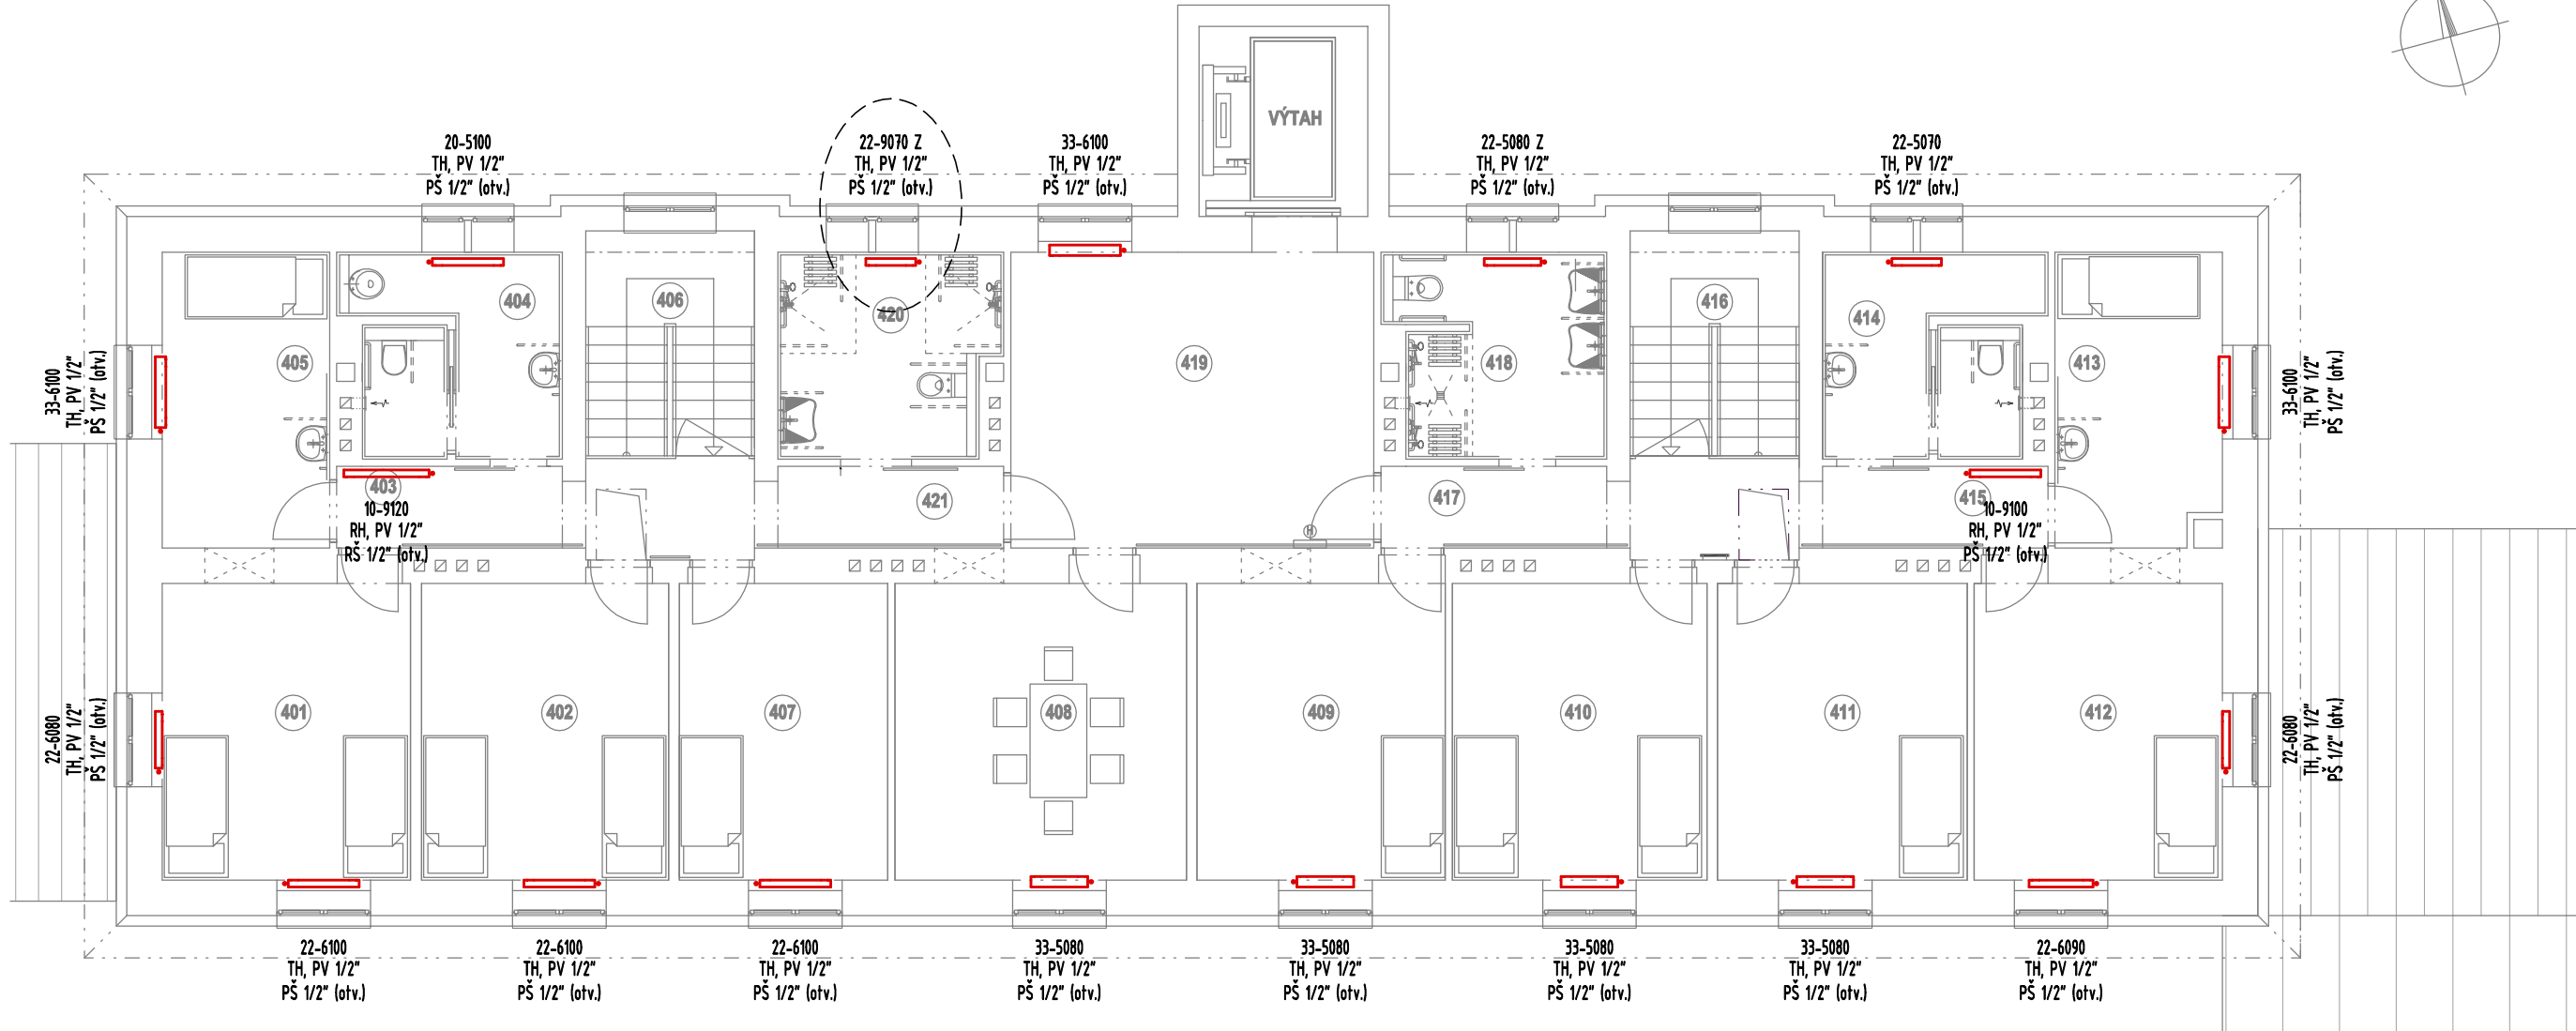 VÝTAH
20-5100
TH, PV 1/2"
PŠ 1/2" (otv.)
22-9070 Z
TH, PV 1/2"
PŠ 1/2" (otv.)
33-6100
TH, PV 1/2"
PŠ 1/2" (otv.)
22-5080 Z
TH, PV 1/2"
PŠ 1/2" (otv.)
22-5070
TH, PV 1/2"
PŠ 1/2" (otv.)
404
406
420
416
414
405
419
418
413
33-6100
TH, PV 1/2"
PŠ 1/2" (otv.)
33-6100
TH, PV 1/2"
PŠ 1/2" (otv.)
403
421
417
415
10-9120
RH, PV 1/2"
RŠ 1/2" (otv.)
H
10-9100
RH, PV 1/2"
PŠ 1/2" (otv.)
401
402
407
408
409
410
411
412
22-6080
TH, PV 1/2"
PŠ 1/2" (otv.)
22-6080
TH, PV 1/2"
PŠ 1/2" (otv.)
22-6100
TH, PV 1/2"
PŠ 1/2" (otv.)
22-6100
TH, PV 1/2"
PŠ 1/2" (otv.)
22-6100
TH, PV 1/2"
PŠ 1/2" (otv.)
33-5080
TH, PV 1/2"
PŠ 1/2" (otv.)
33-5080
TH, PV 1/2"
PŠ 1/2" (otv.)
33-5080
TH, PV 1/2"
PŠ 1/2" (otv.)
33-5080
TH, PV 1/2"
PŠ 1/2" (otv.)
22-6090
TH, PV 1/2"
PŠ 1/2" (otv.)